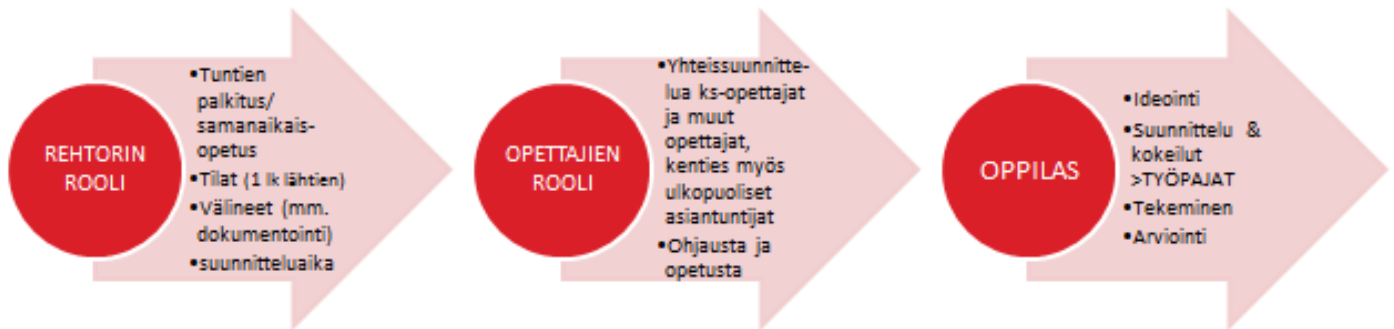 REHTORIN
ROOLI
•Tuntien
palkitus/
samanaikais-
opetus
•Tilat (1 lk lähtien)
•Välineet (mm.
dokumentointi)
•suunnitteluaika
OPETTAJIEN
ROOLI
•Yhteissuunnitte-
lua ks-opettajat
ja muut
opettajat,
kenties myös
ulkopuoliset
asiantuntijat
•Ohjausta ja
opetusta
OPPILAS
•Ideointi
•Suunnittelu &
kokeilut
>TYÖPAJAT
•Tekeminen
•Arviointi